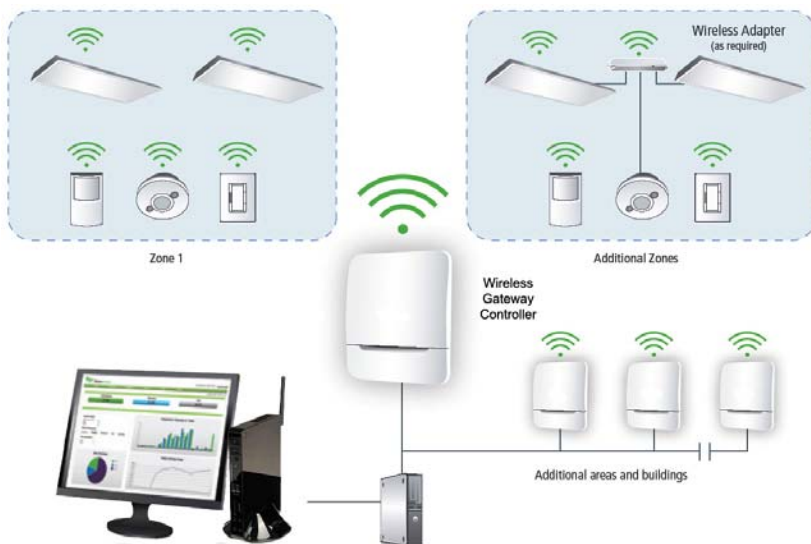 Wireless Adapter
(as required)
Zone 1
Additional Zones
Wireless
Gateway
Controller
Additional areas and buildings